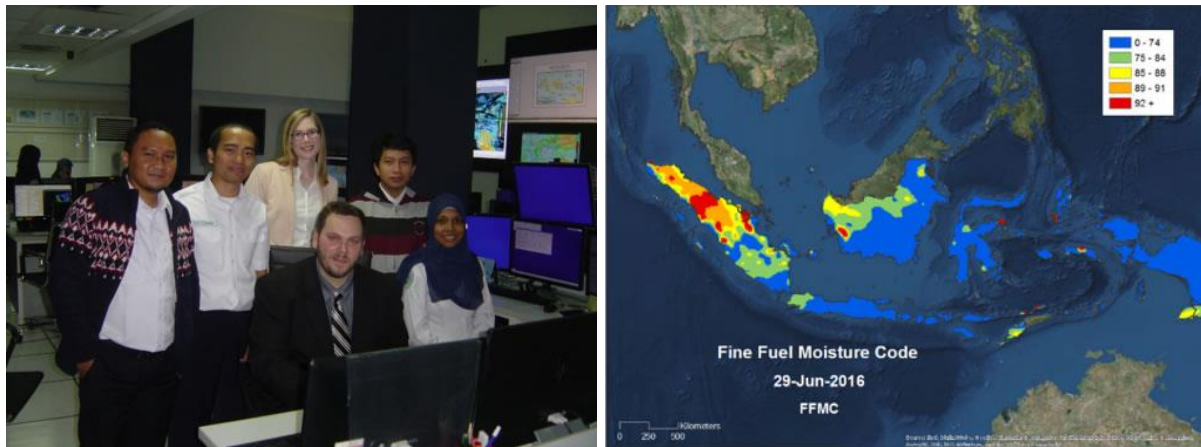 0 - 74
75 - 84
85 - 88
89 - 91
92 +
Fine Fuel Moisture Code
29-Jun-2016
FFMC
Kilometers
0 250 500